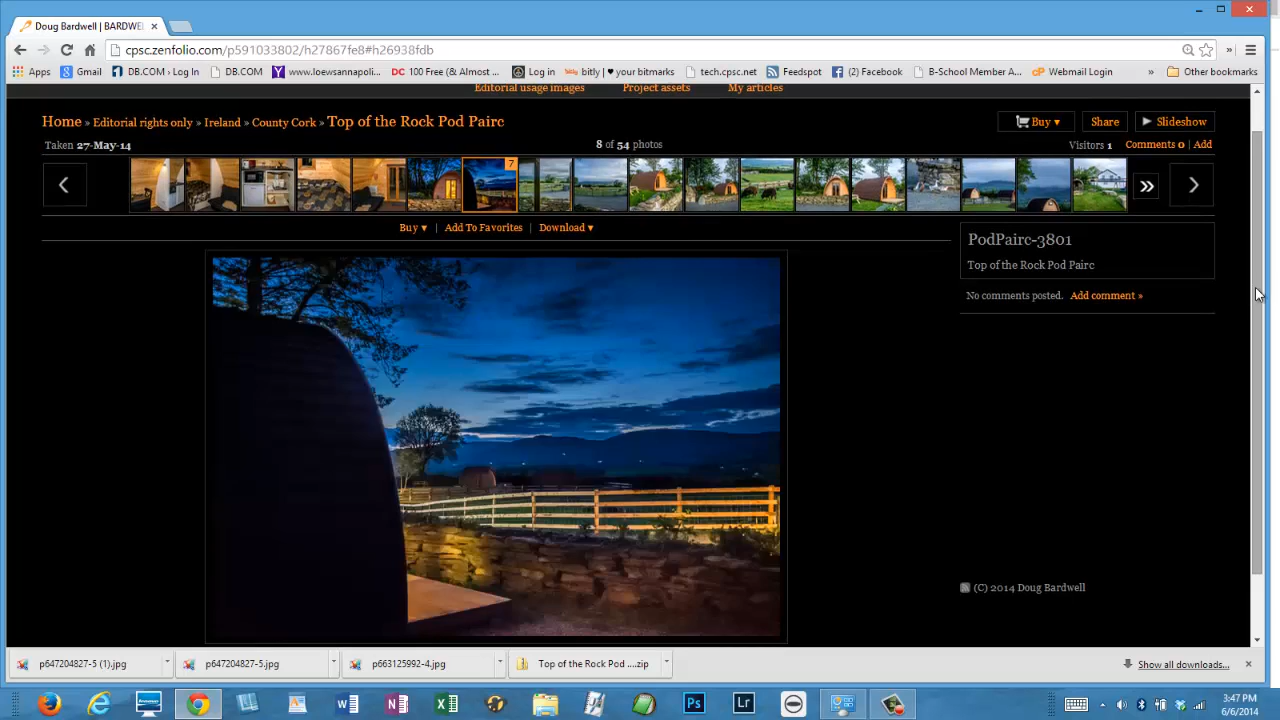 Doug Bardwell | BARDWE
cpsc.zenfolio.com/p591033802/h27867fe8#h26938fdb
Apps Gmail DB.COM › Log In DB.COM www.loewsannapoli... DC 100 Free (& Almost ... Log in bitly | ♥ your bitmarks tech.cpsc.net Feedspot (2) Facebook B-School Member A... cP Webmail Login » Other bookmarks
Editorial usage images Project assets My articles
Home » Editorial rights only » Ireland » County Cork » Top of the Rock Pod Pairc Buy ▾ Share Slideshow
Taken 27-May-14 8 of 54 photos Visitors 1 Comments 0 | Add
7
Buy ▾ | Add To Favorites | Download ▾
PodPairc-3801
Top of the Rock Pod Pairc
No comments posted. Add comment »
(C) 2014 Doug Bardwell
p647204827-5 (1).jpg p647204827-5.jpg p663125992-4.jpg Top of the Rock Pod ....zip Show all downloads...
W N X Ps Lr 3:47 PM
6/6/2014